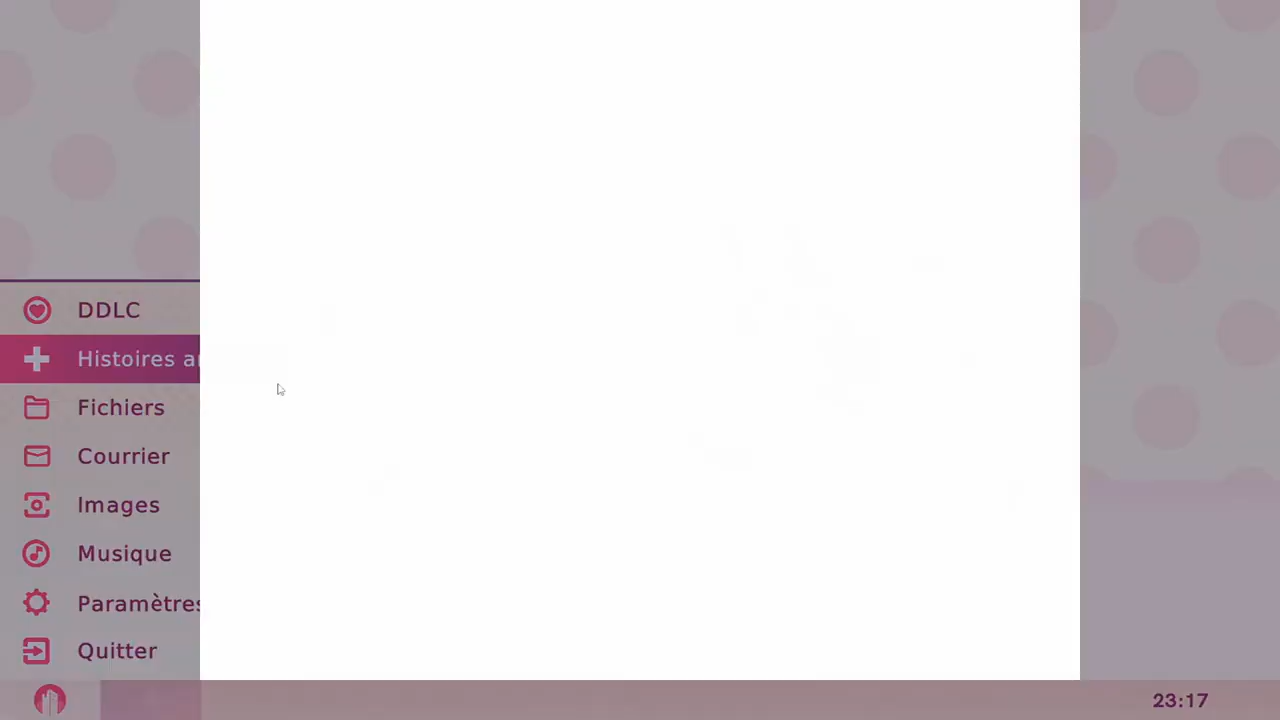 DDLC
Histoires a
Fichiers
Courrier
Images
Musique
Paramètres
Quitter
23:17